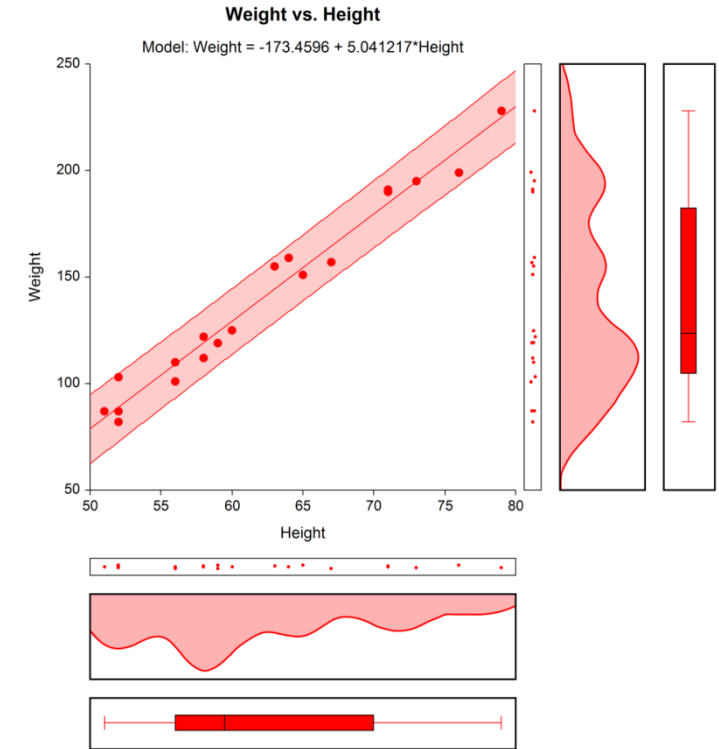 Weight vs. Height
Model: Weight = -173.4596 + 5.041217*Height
250
200
150
100
50
Weight
50 55 60 65 70 75 80
Height